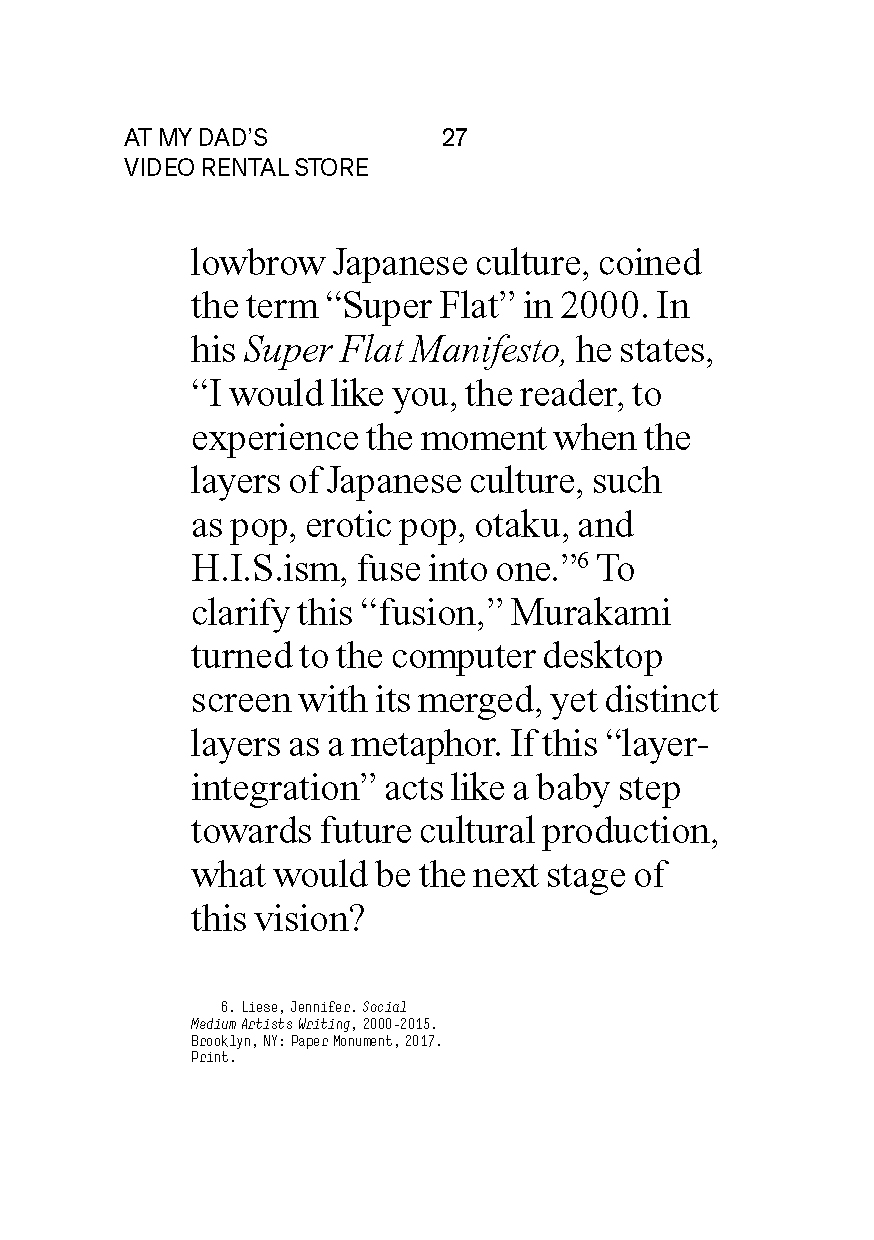 AT MY DAD’S
VIDEO RENTAL STORE
27
lowbrow Japanese culture, coined
the term “Super Flat” in 2000. In
his Super Flat Manifesto, he states,
“I would like you, the reader, to
experience the moment when the
layers of Japanese culture, such
as pop, erotic pop, otaku, and
H.I.S.ism, fuse into one.”6 To
clarify this “fusion,” Murakami
turned to the computer desktop
screen with its merged, yet distinct
layers as a metaphor. If this “layer-
integration” acts like a baby step
towards future cultural production,
what would be the next stage of
this vision?
6. Liese, Jennifer. Social
Medium Artists Writing, 2000-2015.
Brooklyn, NY: Paper Monument, 2017.
Print.